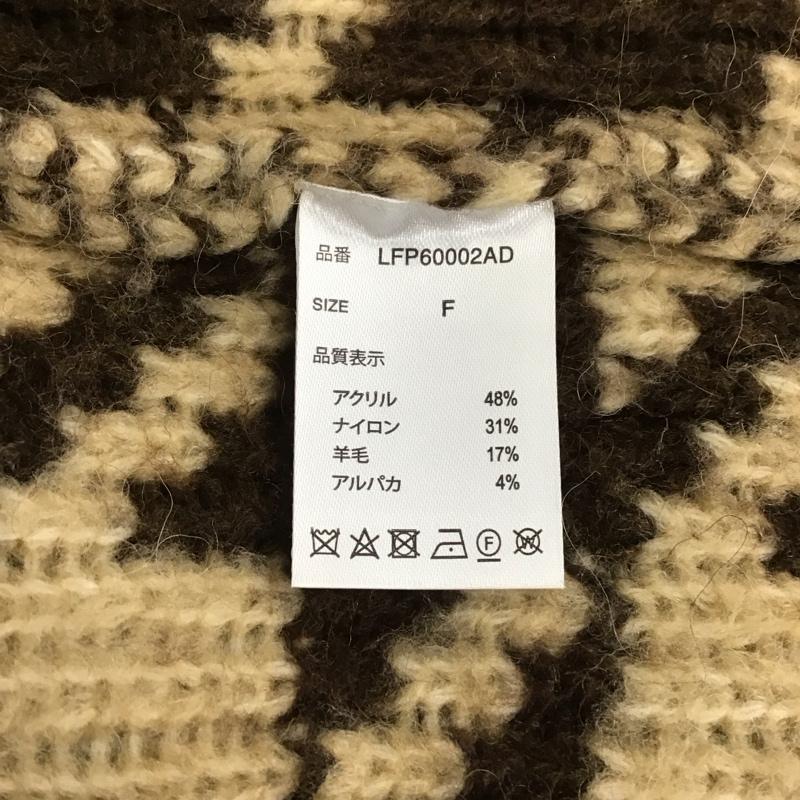 品番 LFP60002AD
SIZE F
品質表示
アクリル 48%
ナイロン 31%
羊毛 17%
アルパカ 4%
F W